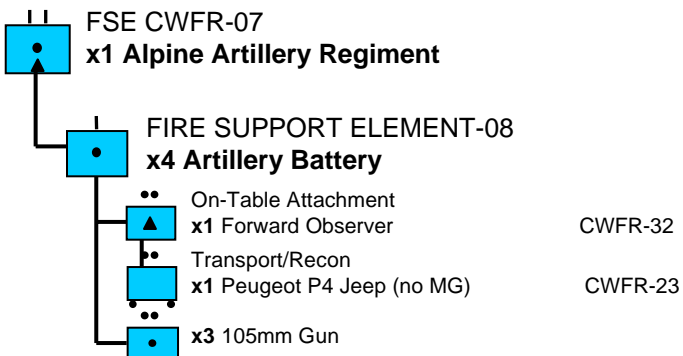 FSE CWFR-07
x1 Alpine Artillery Regiment
FIRE SUPPORT ELEMENT-08
x4 Artillery Battery
On-Table Attachment
x1 Forward Observer CWFR-32
Transport/Recon
x1 Peugeot P4 Jeep (no MG) CWFR-23
x3 105mm Gun